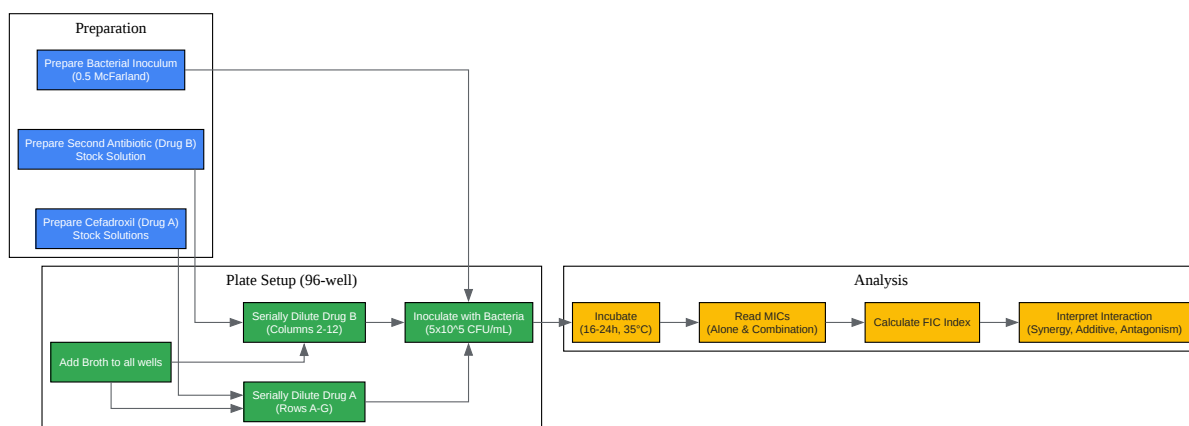 Preparation
Prepare Bacterial Inoculum
(0.5 McFarland)
Prepare Second Antibiotic (Drug B)
Stock Solution
Prepare Cefadroxil (Drug A)
Stock Solutions
Plate Setup (96-well)
Serially Dilute Drug B
(Columns 2-12)
Inoculate with Bacteria
(5x10^5 CFU/mL)
Add Broth to all wells
Serially Dilute Drug A
(Rows A-G)
Analysis
Incubate
(16-24h, 35°C)
Read MICs
(Alone & Combination)
Calculate FIC Index
Interpret Interaction
(Synergy, Additive, Antagonism)